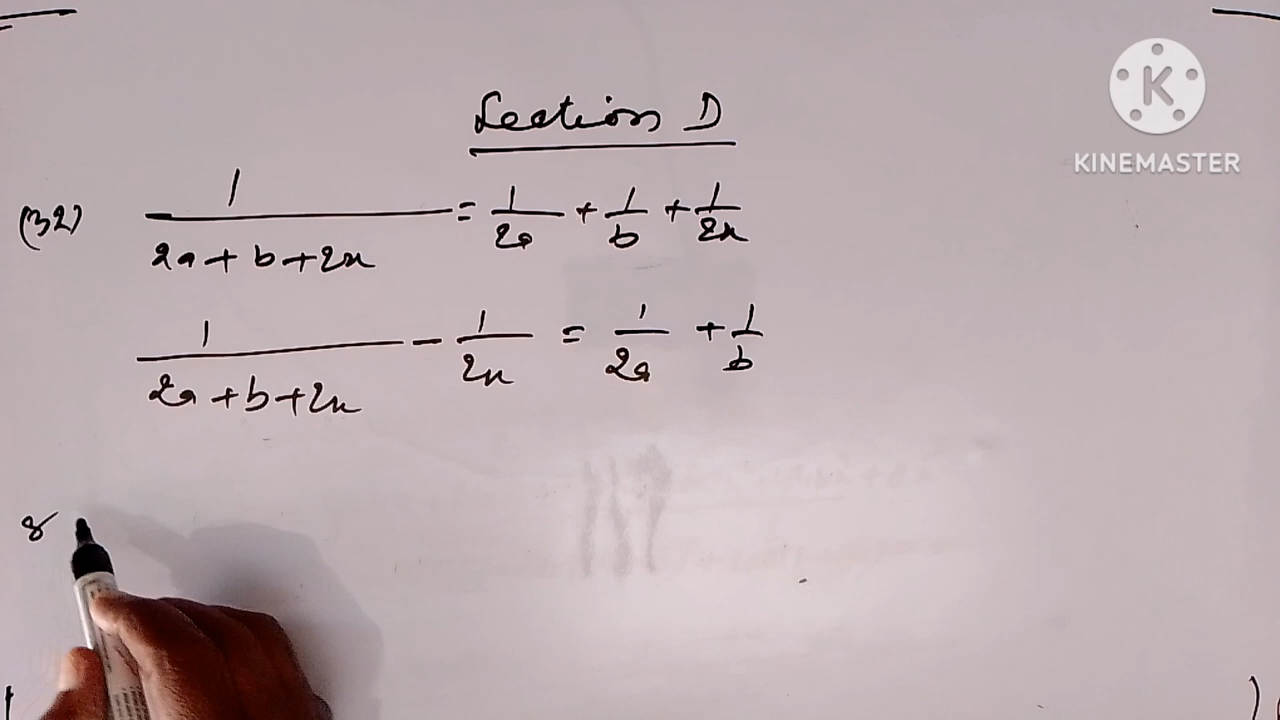 Section D
K
KINEMASTER
(32) 1/(2a + b + 2x) = 1/2a + 1/b + 1/2x
1/(2a + b + 2x) - 1/2x = 1/2a + 1/b